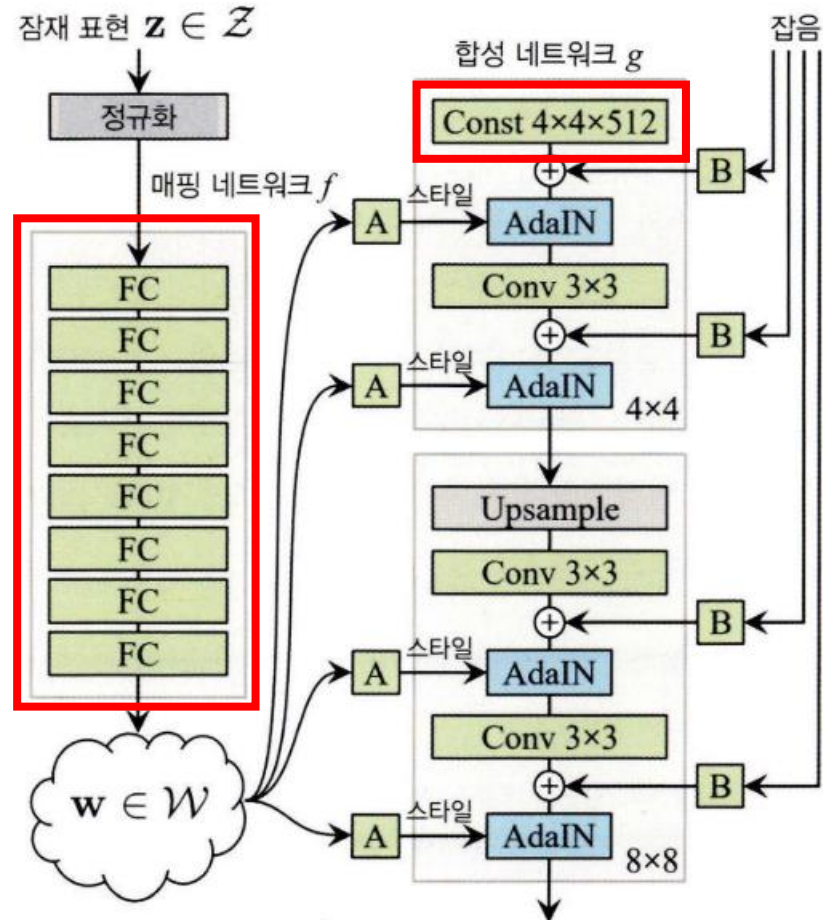 잠재 표현 z ∈ Z
정규화
매핑 네트워크 f
FC
FC
FC
FC
FC
FC
FC
FC
w ∈ W
합성 네트워크 g
잡음
Const 4×4×512
B
A
스타일
AdaIN
Conv 3×3
B
A
스타일
AdaIN
4×4
Upsample
Conv 3×3
B
A
스타일
AdaIN
Conv 3×3
B
A
스타일
AdaIN
8×8